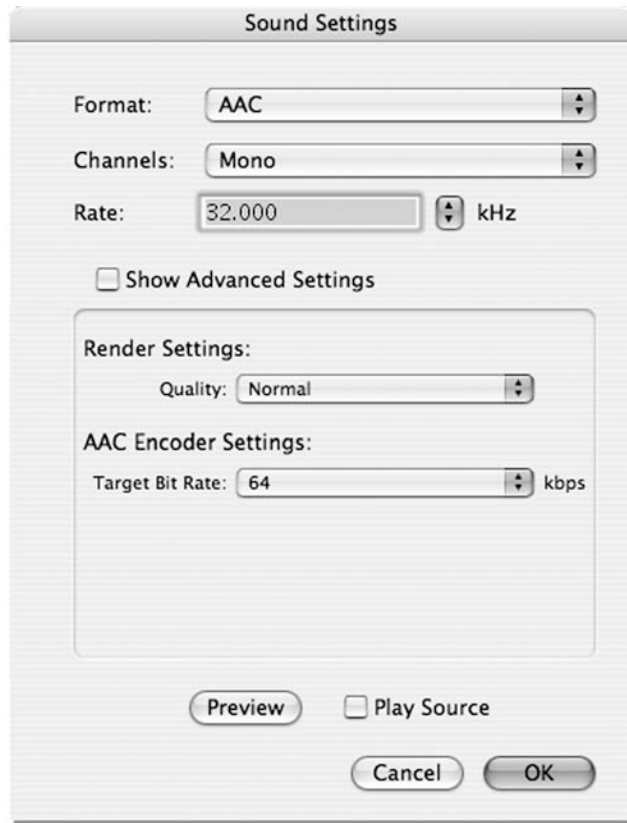 Sound Settings
Format: AAC
Channels: Mono
Rate: 32.000 kHz
Show Advanced Settings
Render Settings:
Quality: Normal
AAC Encoder Settings:
Target Bit Rate: 64 kbps
Preview Play Source
Cancel OK